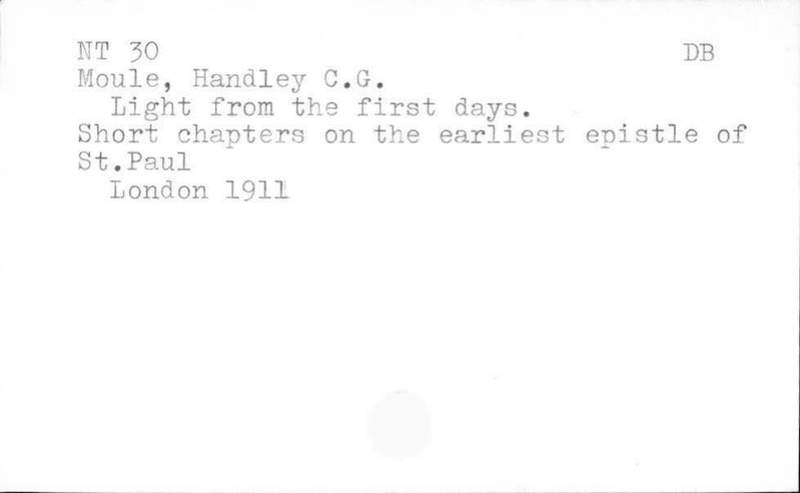 NT 30 DB
Moule, Handley C.G.
Light from the first days.
Short chapters on the earliest epistle of
St.Paul
London 1911